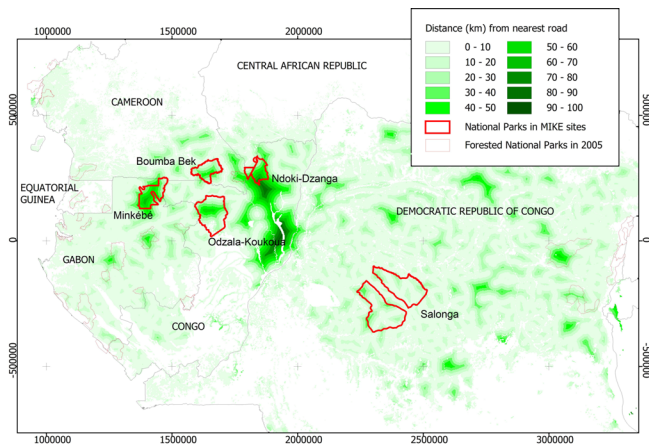 1000000 1500000 2000000
Distance (km) from nearest road
0 - 10 50 - 60
10 - 20 60 - 70
20 - 30 70 - 80
30 - 40 80 - 90
40 - 50 90 - 100
National Parks in MIKE sites
Forested National Parks in 2005
CENTRAL AFRICAN REPUBLIC
CAMEROON
500000 500000
Boumba Bek
Ndoki-Dzanga
EQUATORIAL
GUINEA
Minkébé
DEMOCRATIC REPUBLIC OF CONGO
0 0
Odzala-Koukoua
GABON
Salonga
CONGO
-500000 -500000
1000000 1500000 2000000 2500000 3000000